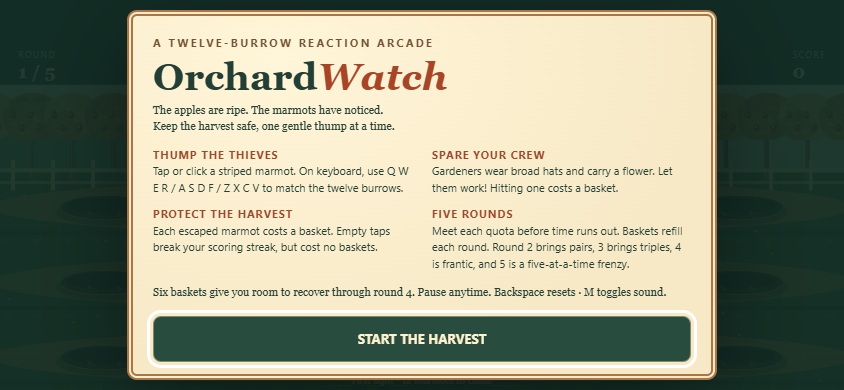 A TWELVE-BURROW REACTION ARCADE
OrchardWatch
The apples are ripe. The marmots have noticed.
Keep the harvest safe, one gentle thump at a time.
THUMP THE THIEVES
Tap or click a striped marmot. On keyboard, use Q W
E R / A S D F / Z X C V to match the twelve burrows.
SPARE YOUR CREW
Gardeners wear broad hats and carry a flower. Let
them work! Hitting one costs a basket.
PROTECT THE HARVEST
Each escaped marmot costs a basket. Empty taps
break your scoring streak, but cost no baskets.
FIVE ROUNDS
Meet each quota before time runs out. Baskets refill
each round. Round 2 brings pairs, 3 brings triples, 4
is frantic, and 5 is a five-at-a-time frenzy.
Six baskets give you room to recover through round 4. Pause anytime. Backspace resets · M toggles sound.
START THE HARVEST
ROUND
1 / 5
SCORE
0